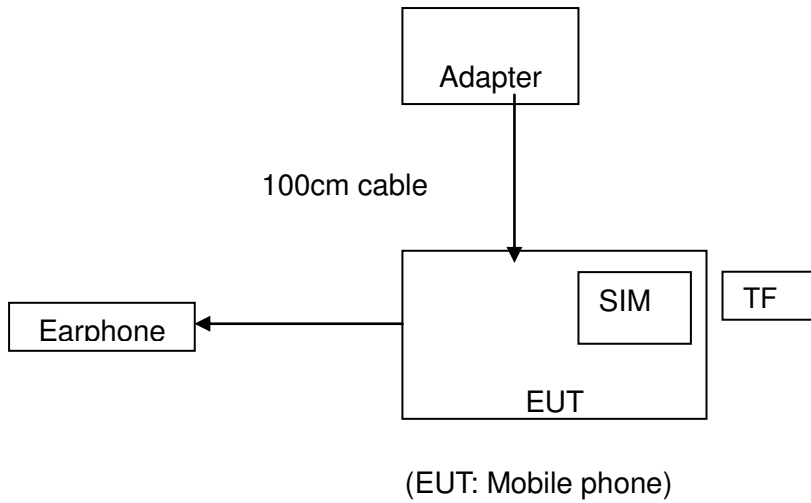 Adapter
100cm cable
SIM
TF
Earphone
EUT
(EUT: Mobile phone)